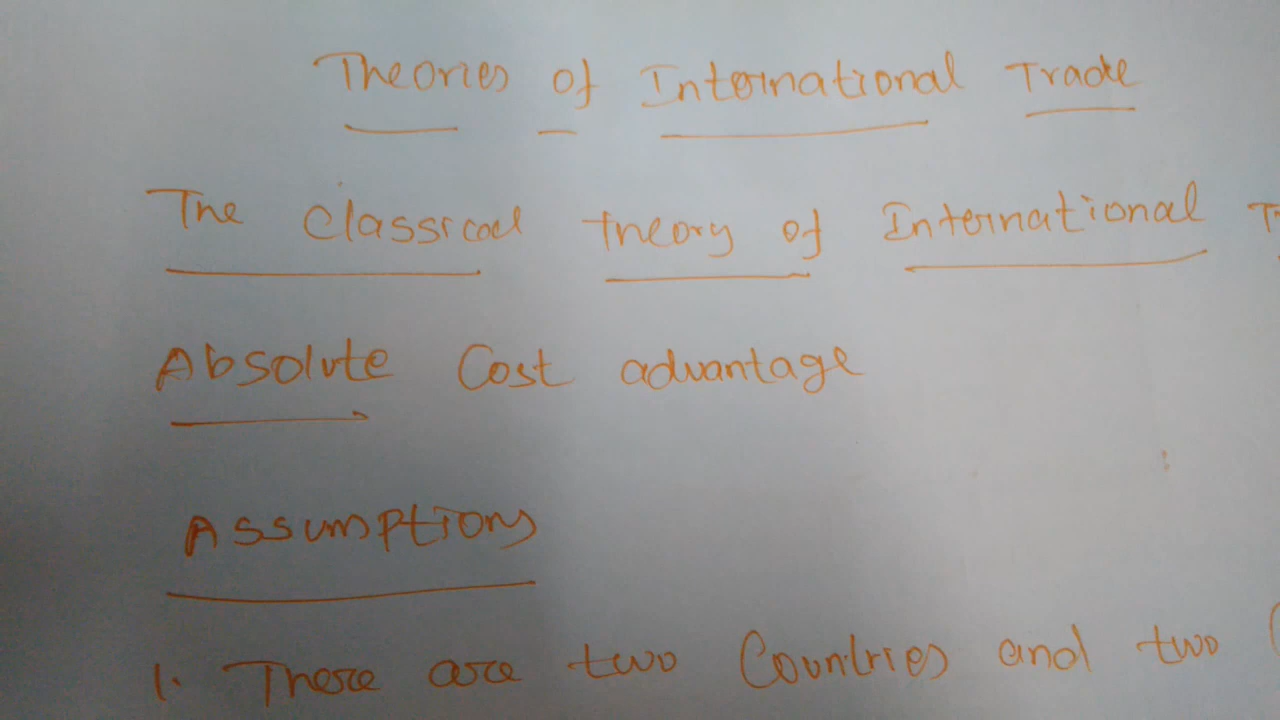 Theories of International Trade
The classical theory of International T
Absolute Cost advantage
Assumptions
1. There are two Countries and two